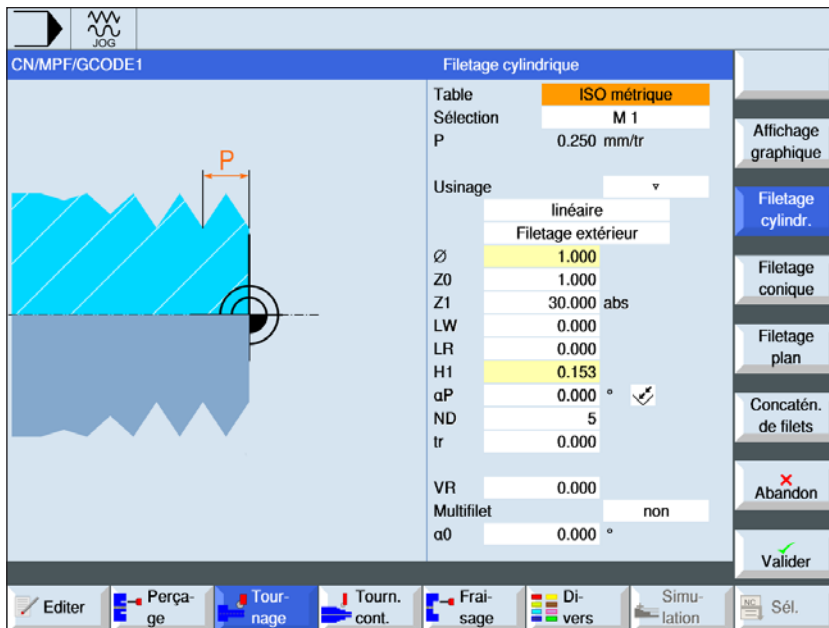 JOG
CN/MPF/GCODE1
Filetage cylindrique
P
Table ISO métrique
Sélection M 1
P 0.250 mm/tr
Usinage ▿
linéaire
Filetage extérieur
∅ 1.000
Z0 1.000
Z1 30.000 abs
LW 0.000
LR 0.000
H1 0.153
αP 0.000 °
ND 5
tr 0.000
VR 0.000
Multifilet non
α0 0.000 °
Affichage
graphique
Filetage
cylindr.
Filetage
conique
Filetage
plan
Concatén.
de filets
Abandon
Valider
Editer
Perça-
ge
Tour-
nage
Tourn.
cont.
Frai-
sage
Di-
vers
Simu-
lation
NC
Sél.